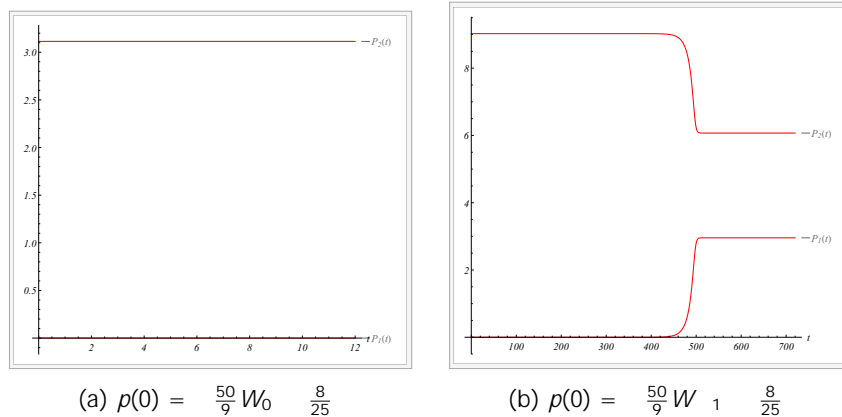 3.0
2.5
2.0
1.5
1.0
0.5
2 4 6 8 10 12
P₂(t)
t P₁(t)
8
6
4
2
100 200 300 400 500 600 700
t
P₂(t)
P₁(t)
(a) p(0) = 50/9 W₀ 8/25
(b) p(0) = 50/9 W ₁ 8/25